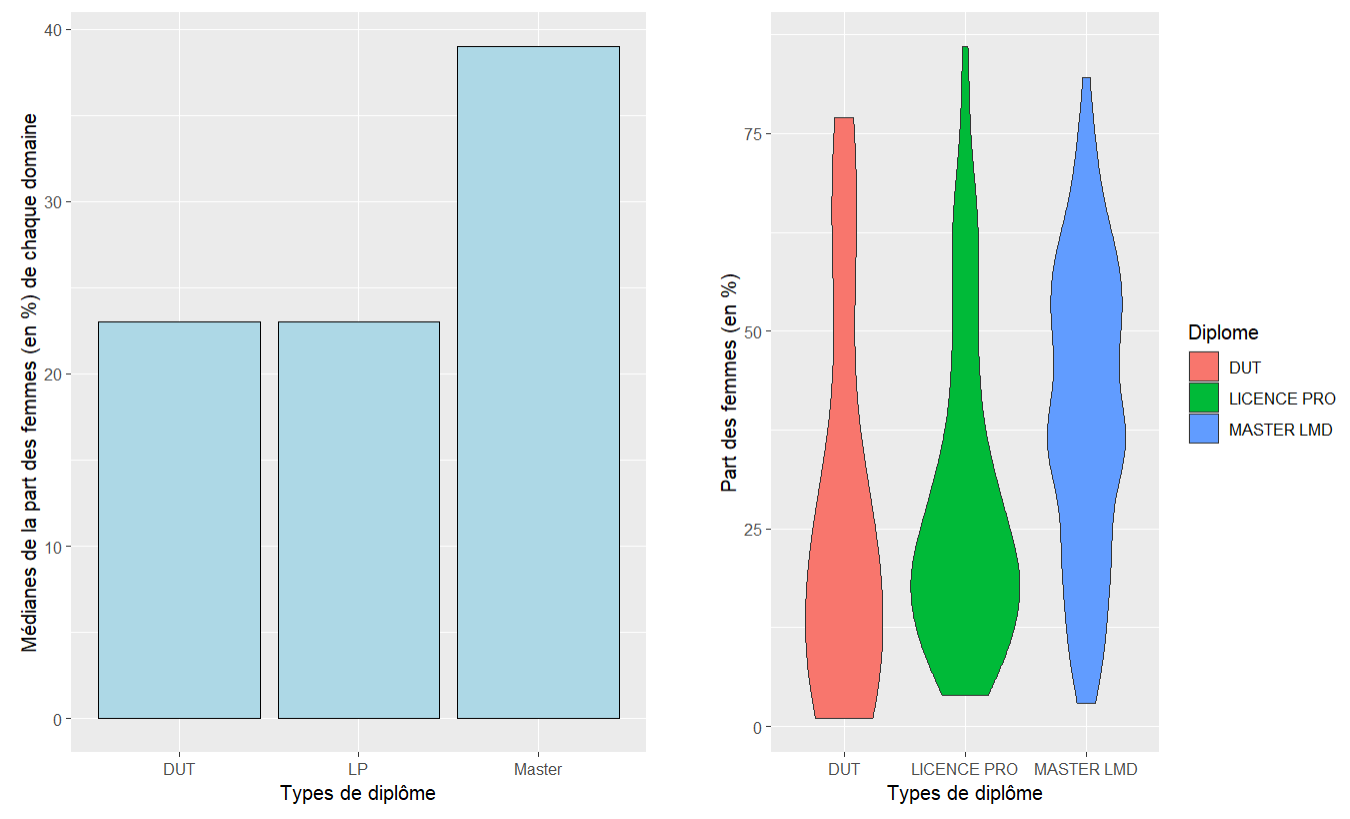 Médianes de la part des femmes (en %) de chaque domaine
40
30
20
10
0
DUT
LP
Master
Types de diplôme
Part des femmes (en %)
75
50
25
0
DUT
LICENCE PRO
MASTER LMD
Types de diplôme
Diplome
DUT
LICENCE PRO
MASTER LMD